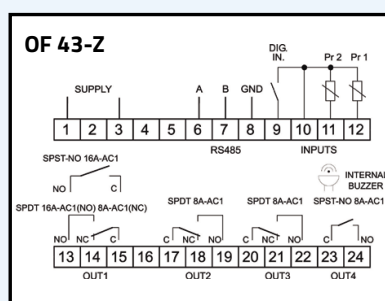 OF 43-Z
DIG. IN.
Pr 2 Pr 1
SUPPLY A B GND
1 2 3 4 5 6 7 8 9 10 11 12
RS485 INPUTS
SPST-NO 16A-AC1
NO C
INTERNAL BUZZER
SPDT 16A-AC1(NO) 8A-AC1(NC) SPDT 8A-AC1 SPDT 8A-AC1 SPST-NO 8A-AC1
NO NC C C NC NO C NC NO C NO
13 14 15 16 17 18 19 20 21 22 23 24
OUT1 OUT2 OUT3 OUT4